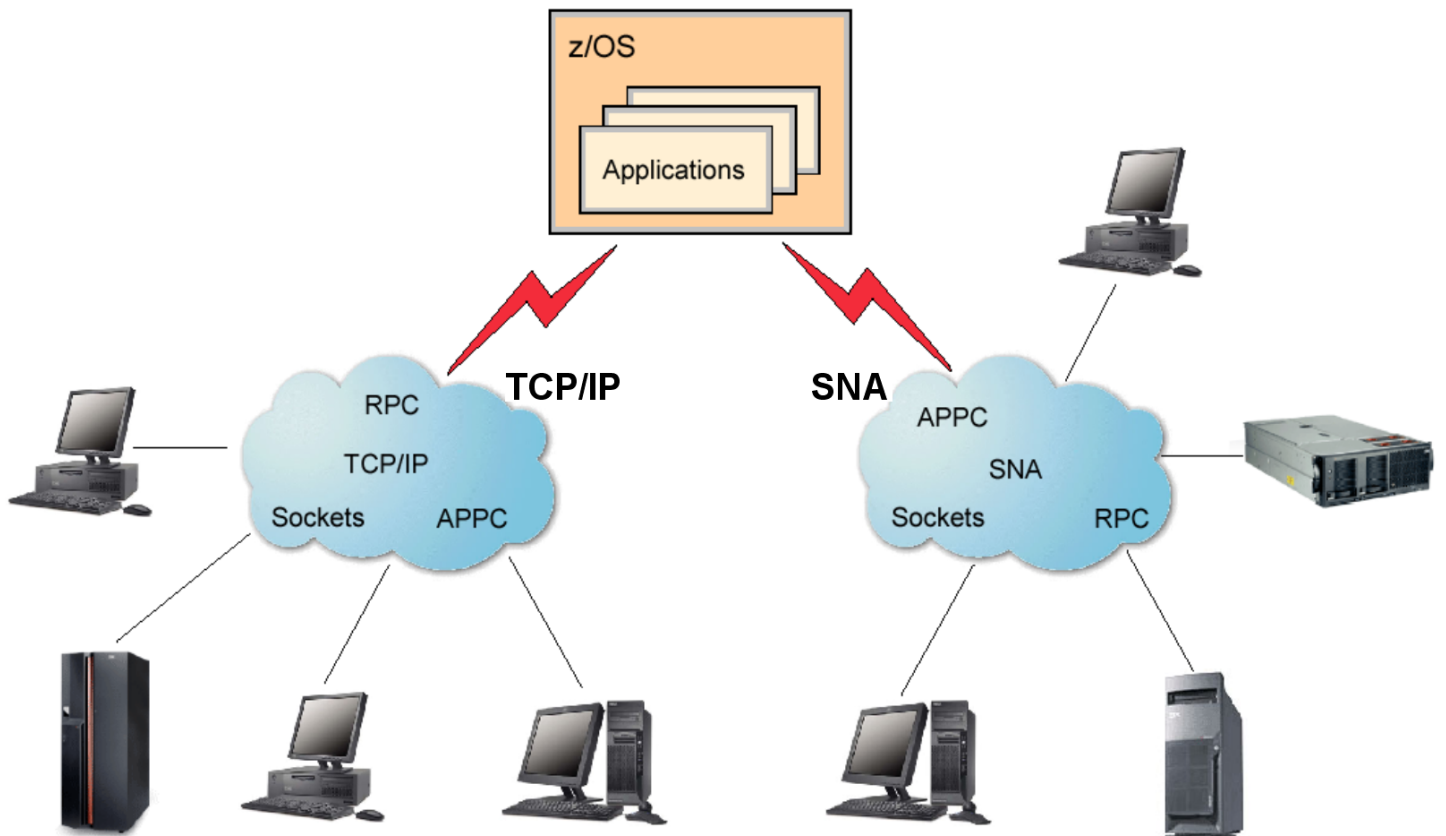 z/OS
Applications
TCP/IP
SNA
RPC
TCP/IP
Sockets
APPC
APPC
SNA
Sockets
RPC